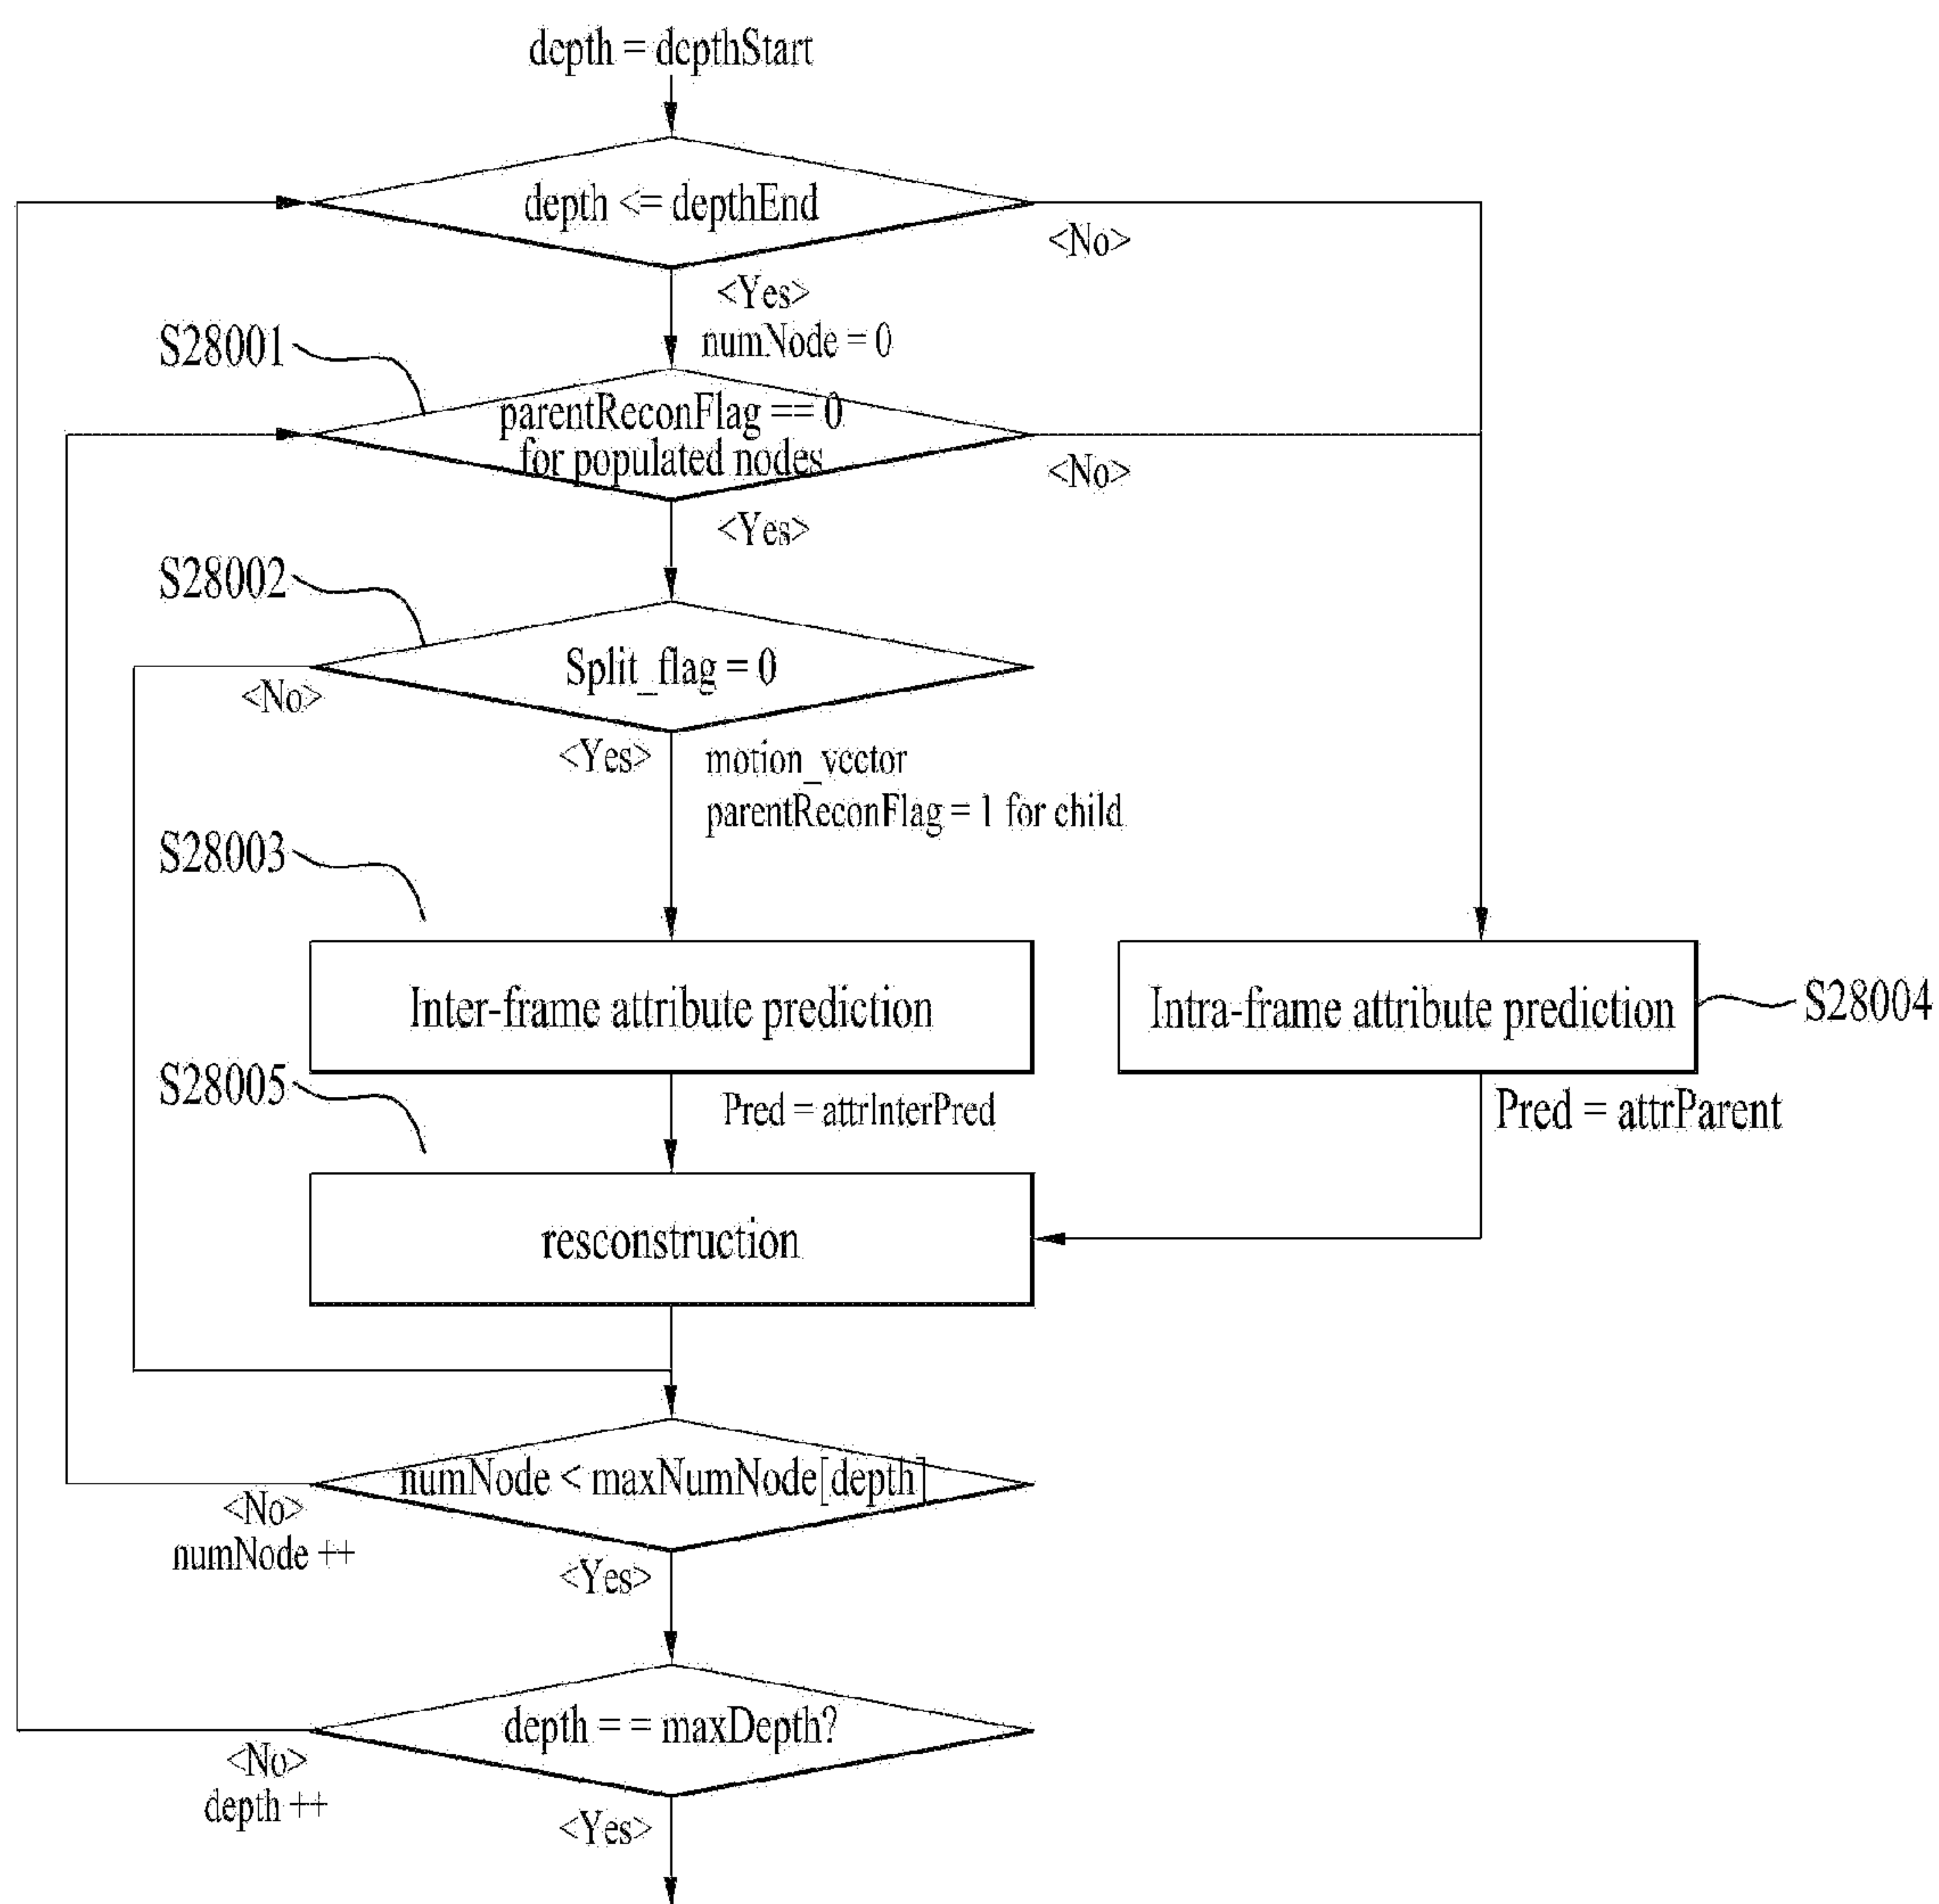 depth = depthStart
depth <= depthEnd
<No>
<Yes>
numNode = 0
S28001
parentReconFlag == 0
for populated nodes
<No>
<Yes>
S28002
Split_flag = 0
<No>
<Yes>
motion_vector
parentReconFlag = 1 for child
S28003
Inter-frame attribute prediction
Intra-frame attribute prediction
S28004
S28005
Pred = attrInterPred
Pred = attrParent
resconstruction
numNode < maxNumNode[depth]
<No>
numNode ++
<Yes>
depth = = maxDepth?
<No>
depth ++
<Yes>